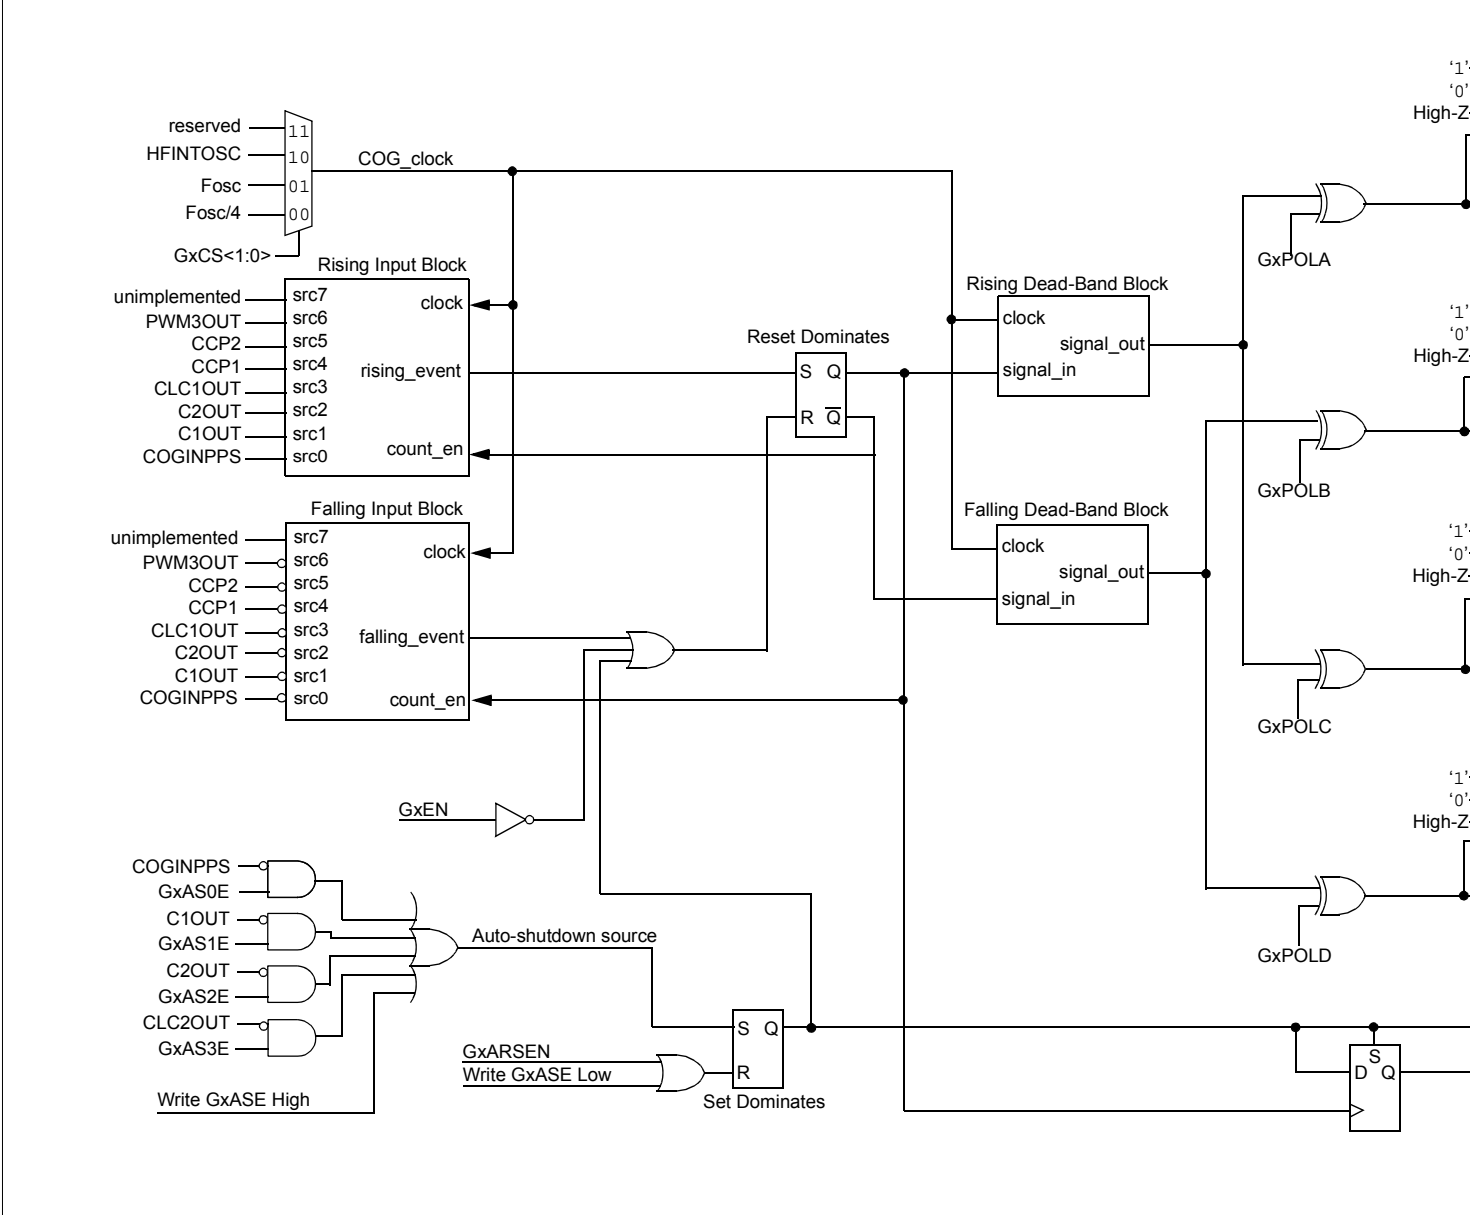 ‘1’
‘0’
High-Z
reserved
11
HFINTOSC
10
COG_clock
Fosc
01
Fosc/4
00
GxCS<1:0>
GxPOLA
Rising Input Block
unimplemented
src7
clock
PWM3OUT
src6
CCP2
src5
CCP1
src4
rising_event
CLC1OUT
src3
C2OUT
src2
C1OUT
src1
count_en
COGINPPS
src0
Reset Dominates
S Q
R Q
Rising Dead-Band Block
clock
signal_out
signal_in
‘1’
‘0’
High-Z
GxPOLB
Falling Input Block
unimplemented
src7
clock
PWM3OUT
src6
CCP2
src5
CCP1
src4
CLC1OUT
src3
falling_event
C2OUT
src2
C1OUT
src1
COGINPPS
src0
count_en
Falling Dead-Band Block
clock
signal_out
signal_in
‘1’
‘0’
High-Z
GxPOLC
‘1’
‘0’
High-Z
GxPOLD
GxEN
COGINPPS
GxAS0E
C1OUT
GxAS1E
C2OUT
GxAS2E
CLC2OUT
GxAS3E
Write GxASE High
Auto-shutdown source
GxARSEN
Write GxASE Low
S Q
R
Set Dominates
S
D Q